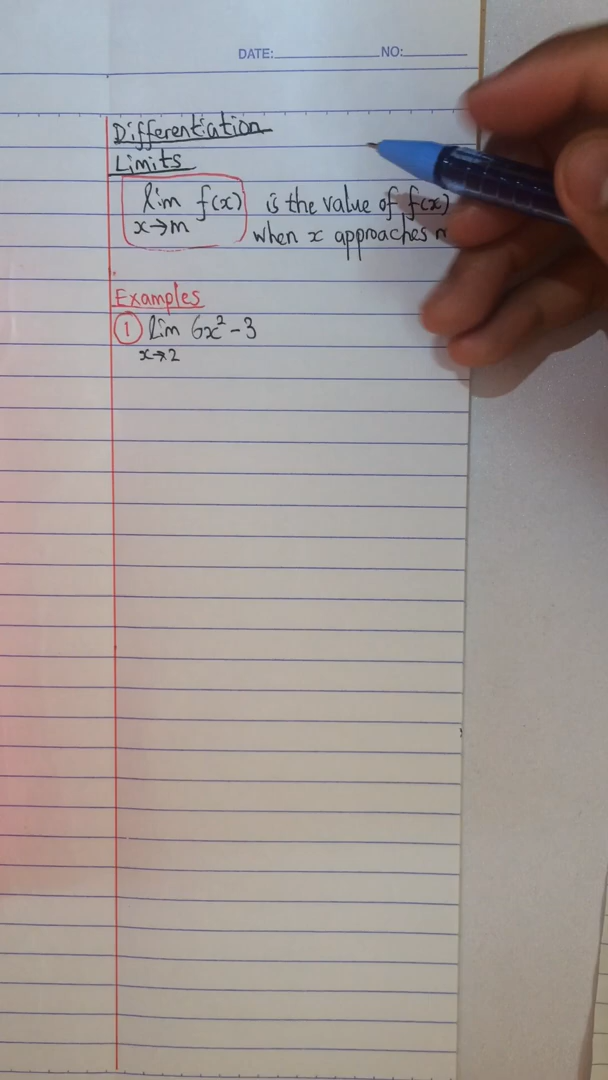 DATE: NO:
Differentiation
Limits
lim f(x) is the value of f(x)
x→m when x approaches
Examples
① lim 6x²-3
x→2